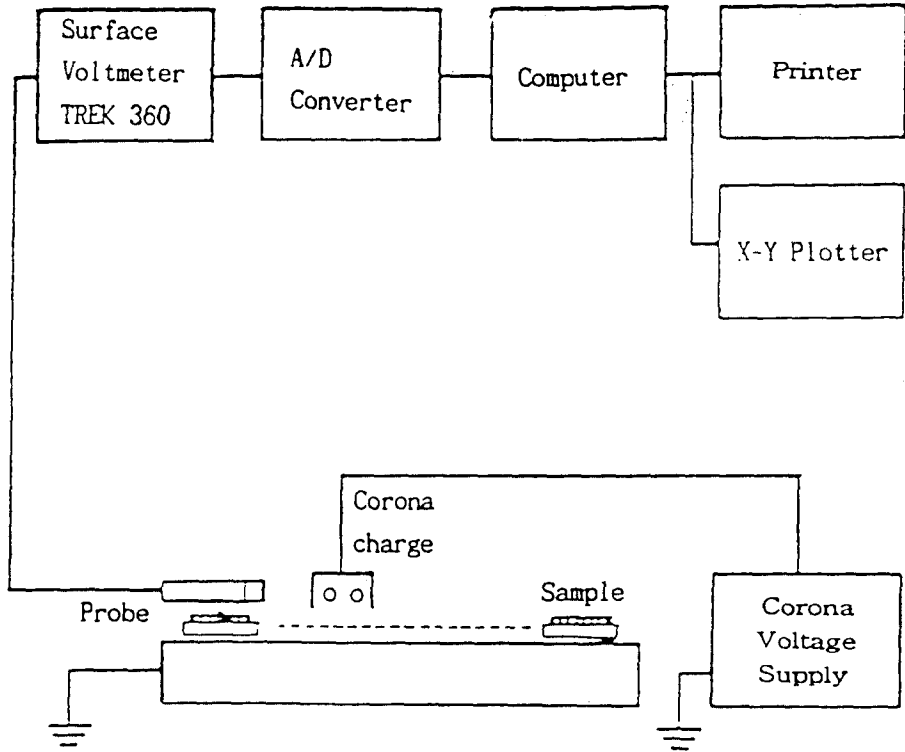 Surface
Voltmeter
TREK 360
A/D
Converter
Computer
Printer
X-Y Plotter
Corona
charge
Probe
Sample
Corona
Voltage
Supply